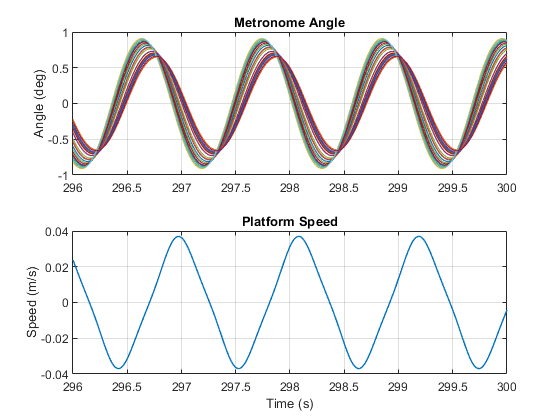 Metronome Angle
1
0.5
0
-0.5
-1
Angle (deg)
296 296.5 297 297.5 298 298.5 299 299.5 300
Platform Speed
0.04
0.02
0
-0.02
-0.04
Speed (m/s)
296 296.5 297 297.5 298 298.5 299 299.5 300
Time (s)